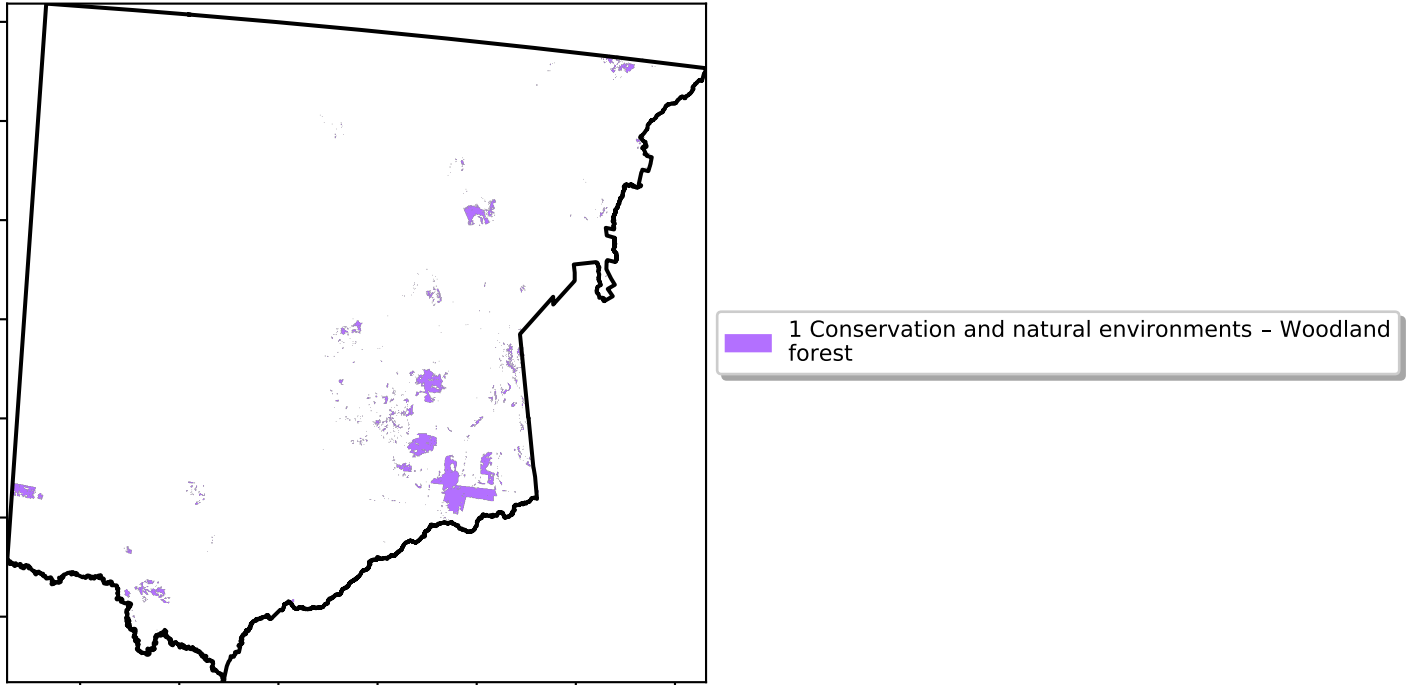 1 Conservation and natural environments – Woodland
forest